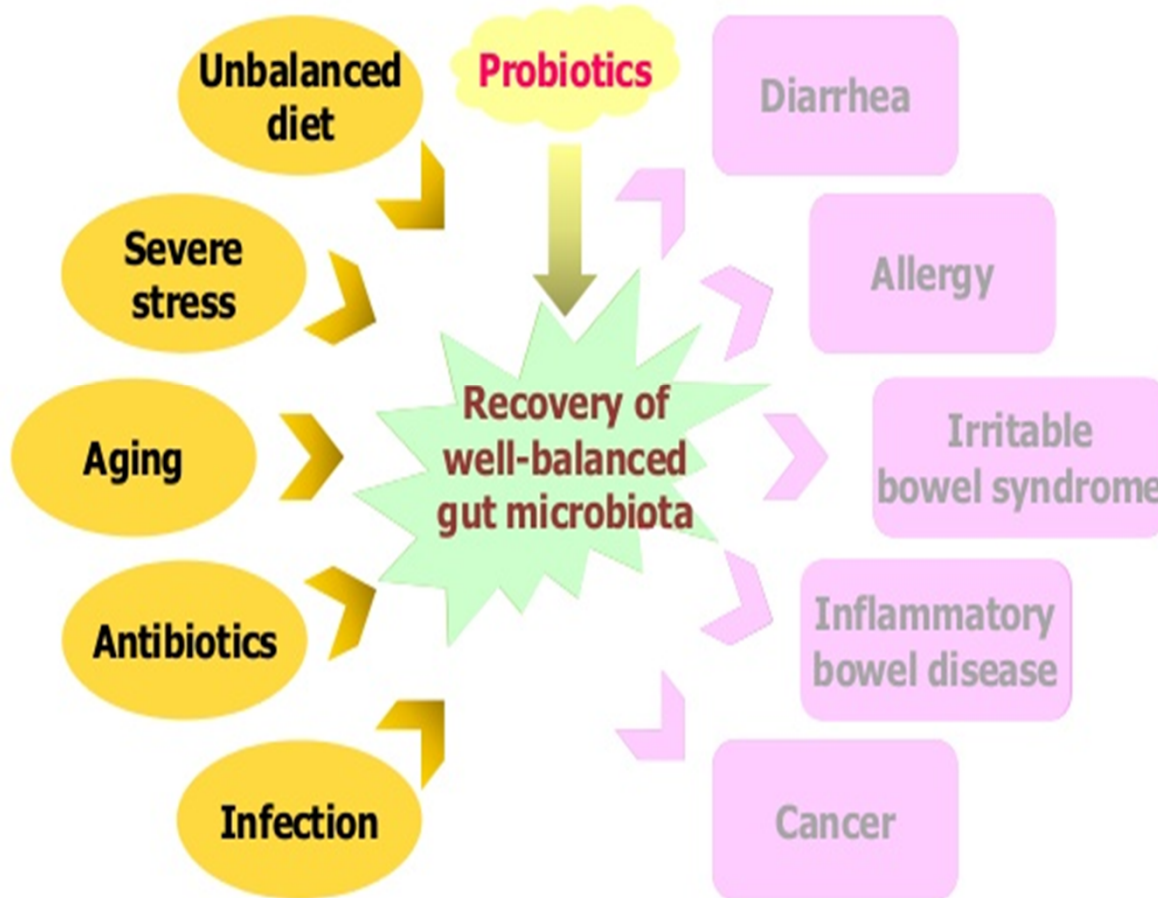 Unbalanced
diet
Probiotics
Diarrhea
Severe
stress
Allergy
Aging
Recovery of
well-balanced
gut microbiota
Irritable
bowel syndrome
Antibiotics
Inflammatory
bowel disease
Infection
Cancer